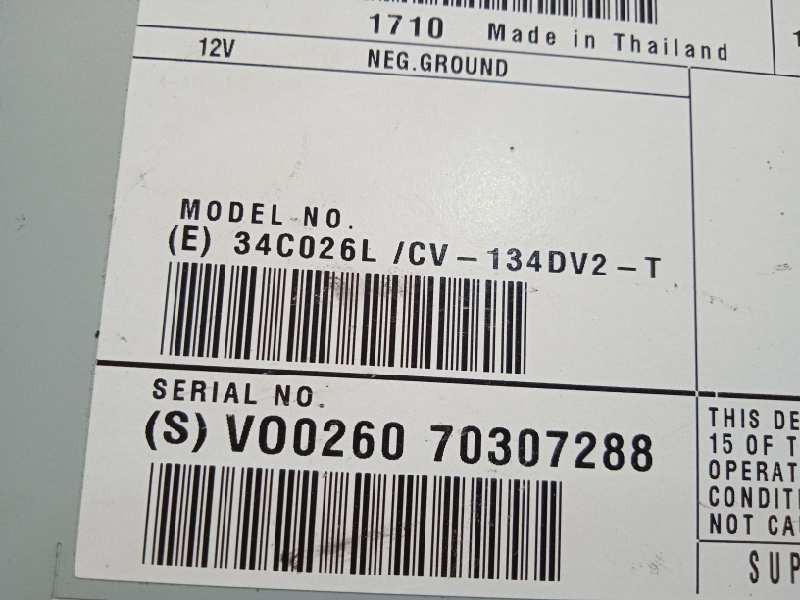 1710 Made in Thailand
12V NEG.GROUND
MODEL NO.
(E) 34C026L /CV-134DV2-T
SERIAL NO.
(S) V00260 70307288
THIS DE
15 OF T
OPERAT
CONDITI
NOT CA
SUP